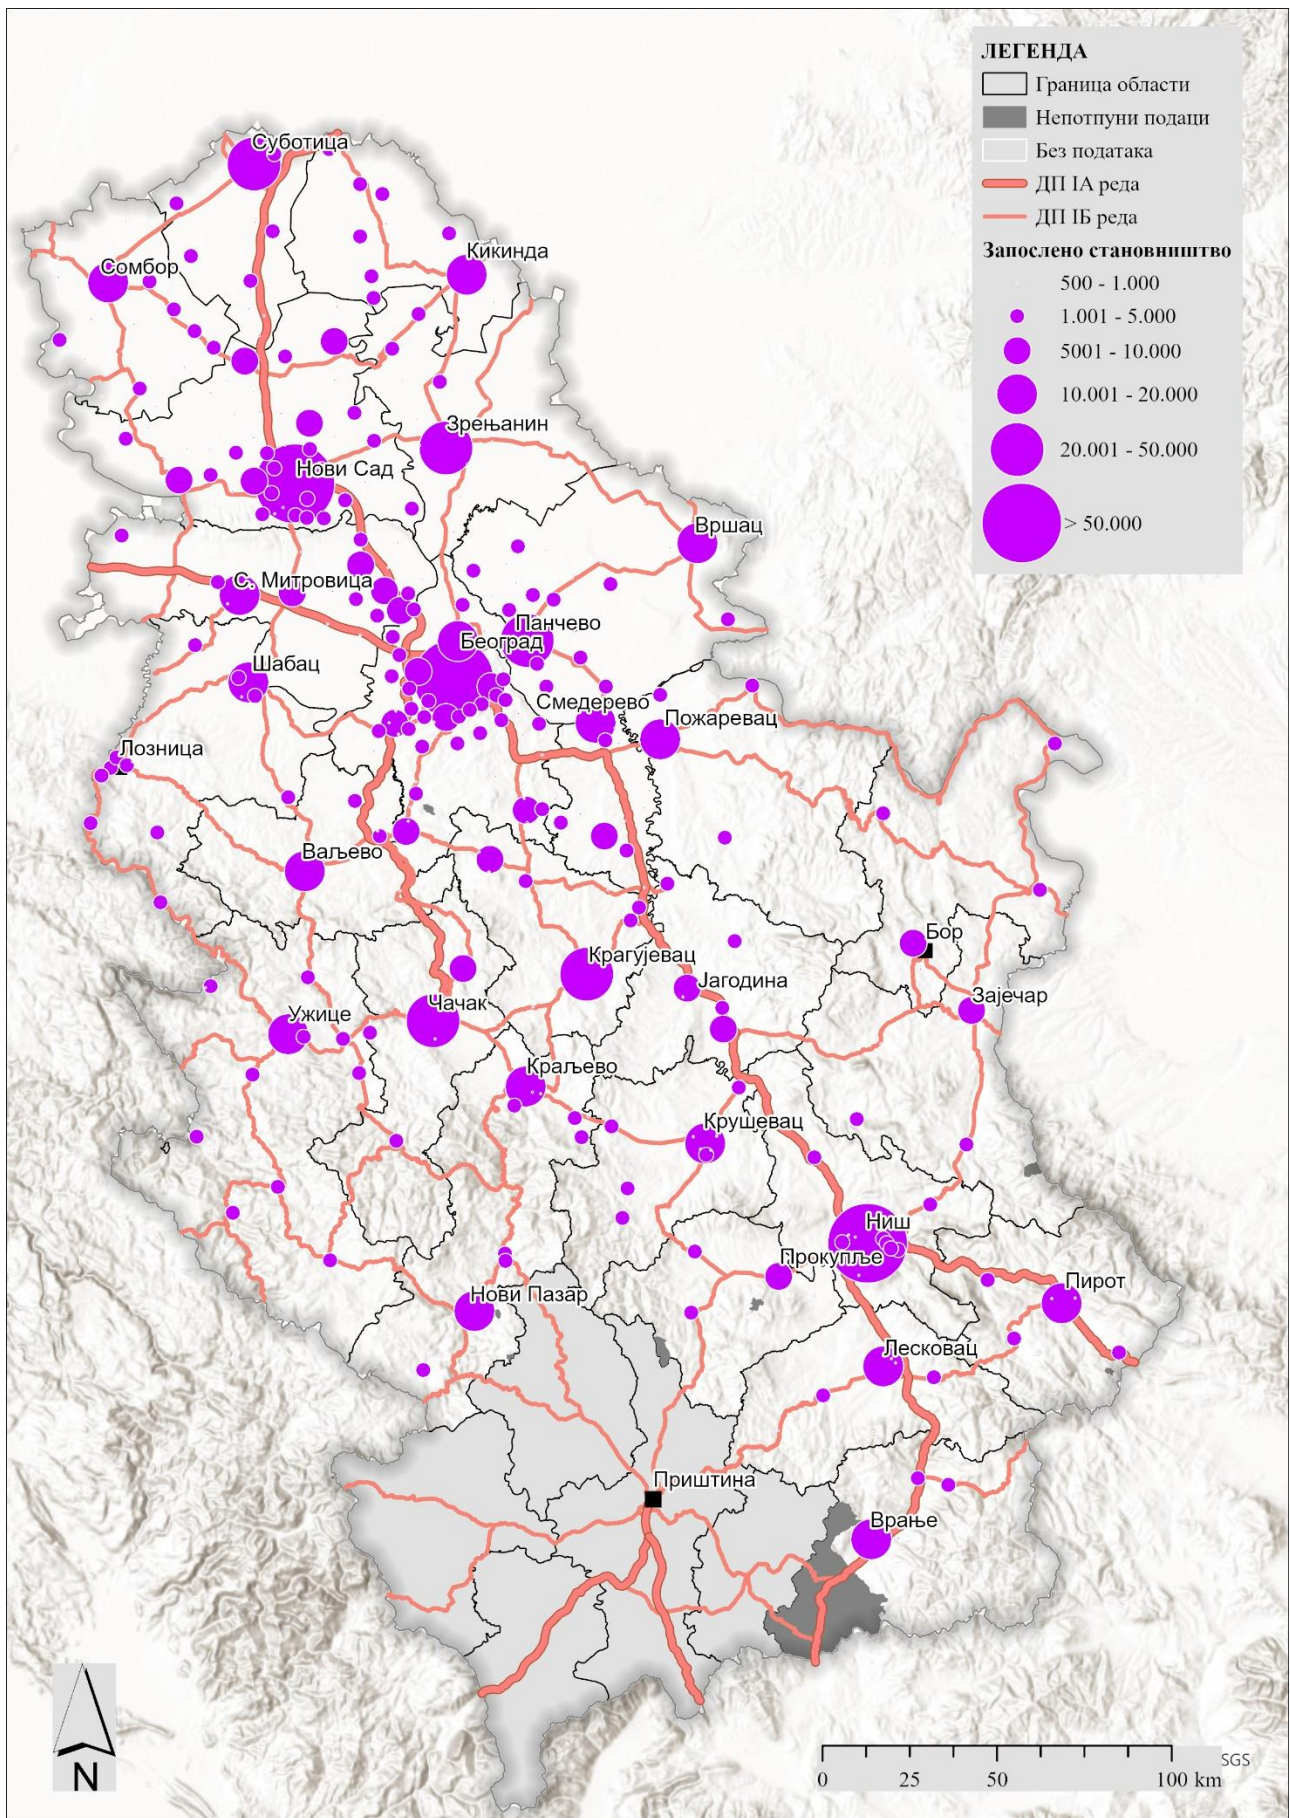 ЛЕГЕНДА
Граница области
Непотпуни подаци
Без података
ДП IA реда
ДП IБ реда
Запослено становништво
500 - 1.000
1.001 - 5.000
5001 - 10.000
10.001 - 20.000
20.001 - 50.000
> 50.000
Суботица
Кикинда
Сомбор
Зрењанин
Нови Сад
Вршац
С. Митровица
Панчево
Београд
Шабац
Смедерево
Пожаревац
Лозница
Ваљево
Бор
Крагујевац
Јагодина
Зајечар
Чачак
Ужице
Краљево
Крушевац
Ниш
Прокупље
Пирот
Нови Пазар
Лесковац
Приштина
Врање
N
SGS
0 25 50 100 km